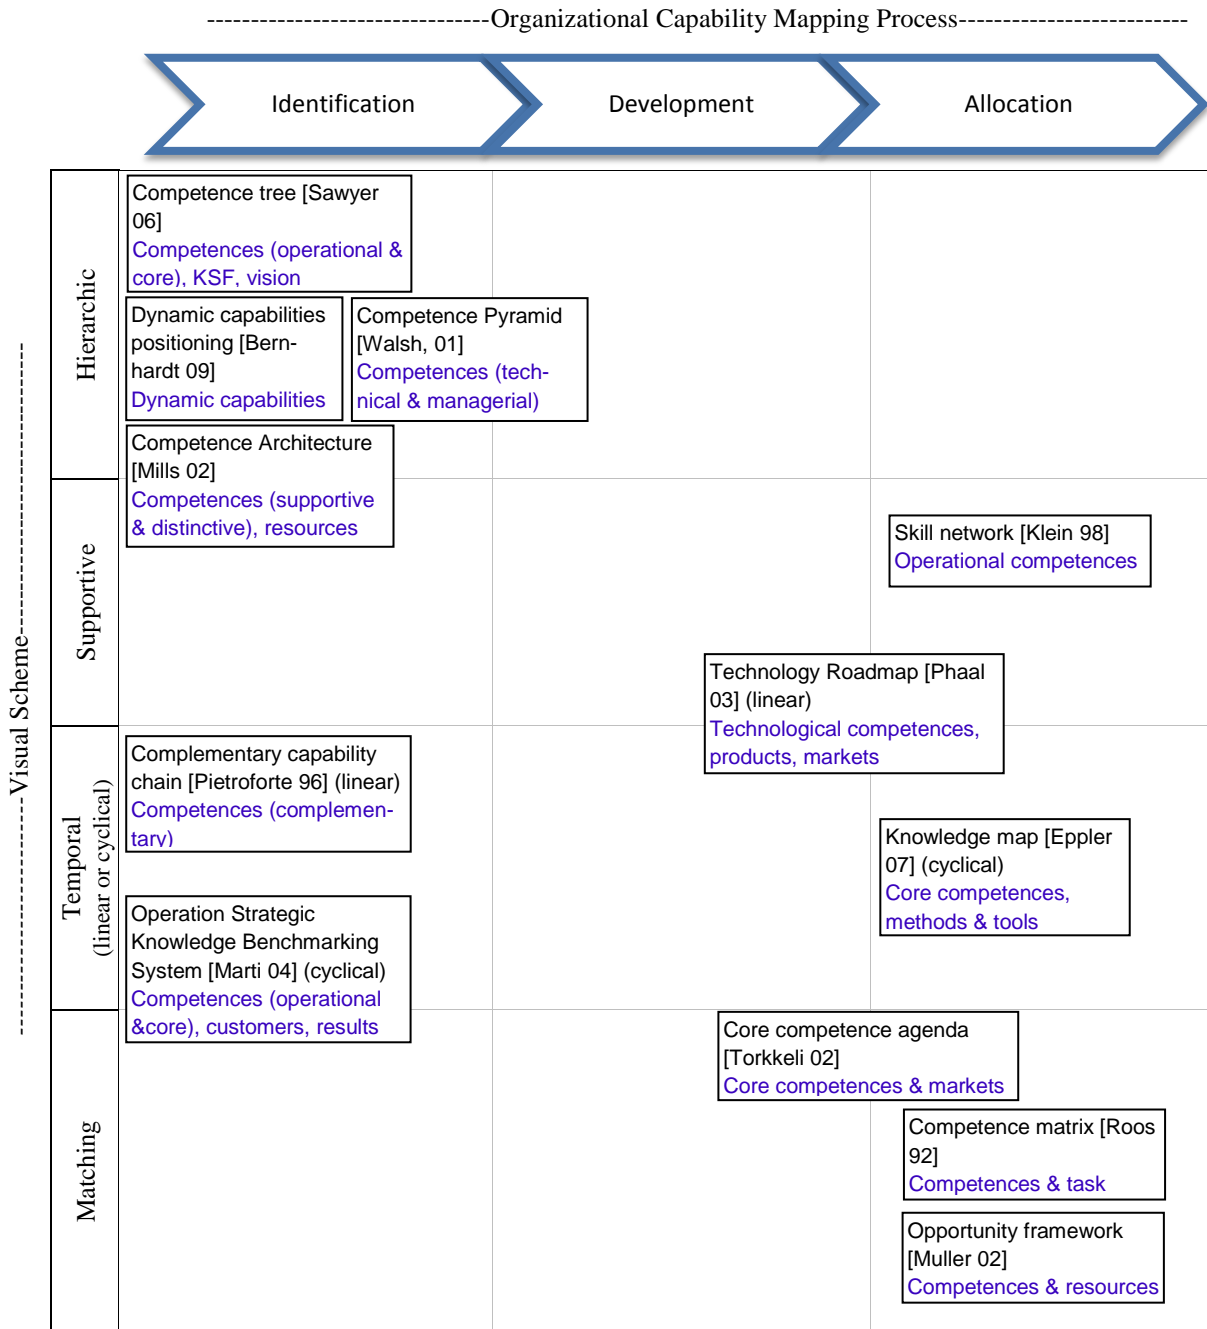 --------------------------------Organizational Capability Mapping Process--------------------------
Identification
Development
Allocation
-------------------------Visual Scheme---------------------------------
Hierarchic
Competence tree [Sawyer
06]
Competences (operational &
core), KSF, vision
Dynamic capabilities
positioning [Bern-
hardt 09]
Dynamic capabilities
Competence Pyramid
[Walsh, 01]
Competences (tech-
nical & managerial)
Competence Architecture
[Mills 02]
Competences (supportive
& distinctive), resources
Supportive
Skill network [Klein 98]
Operational competences
Technology Roadmap [Phaal
03] (linear)
Technological competences,
products, markets
Temporal
(linear or cyclical)
Complementary capability
chain [Pietroforte 96] (linear)
Competences (complemen-
tary)
Knowledge map [Eppler
07] (cyclical)
Core competences,
methods & tools
Operation Strategic
Knowledge Benchmarking
System [Marti 04] (cyclical)
Competences (operational
&core), customers, results
Matching
Core competence agenda
[Torkkeli 02]
Core competences & markets
Competence matrix [Roos
92]
Competences & task
Opportunity framework
[Muller 02]
Competences & resources